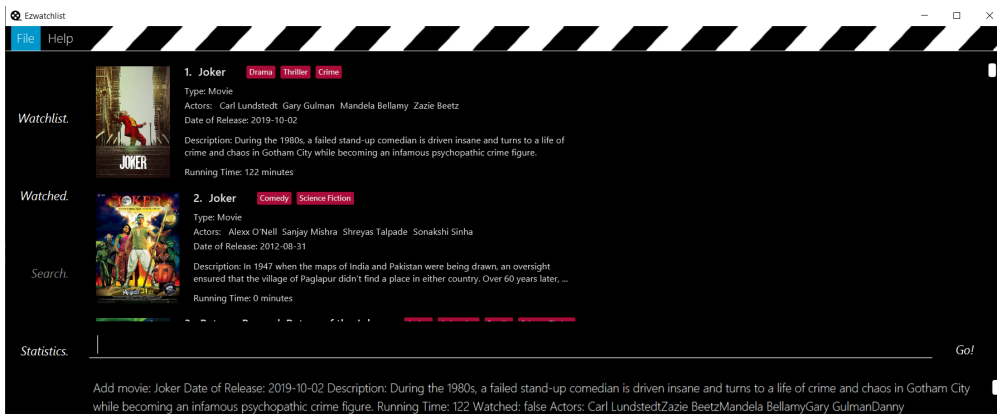 Ezwatchlist
File Help
1. Joker Drama Thriller Crime
Type: Movie
Actors: Carl Lundstedt Gary Gulman Mandela Bellamy Zazie Beetz
Date of Release: 2019-10-02
Description: During the 1980s, a failed stand-up comedian is driven insane and turns to a life of
crime and chaos in Gotham City while becoming an infamous psychopathic crime figure.
Running Time: 122 minutes
JOKER
Watchlist.
Watched.
Search.
Statistics.
2. Joker Comedy Science Fiction
Type: Movie
Actors: Alexx O'Nell Sanjay Mishra Shreyas Talpade Sonakshi Sinha
Date of Release: 2012-08-31
Description: In 1947 when the maps of India and Pakistan were being drawn, an oversight
ensured that the village of Paglapur didn't find a place in either country. Over 60 years later, ...
Running Time: 0 minutes
JOKER
Go!
Add movie: Joker Date of Release: 2019-10-02 Description: During the 1980s, a failed stand-up comedian is driven insane and turns to a life of crime and chaos in Gotham City
while becoming an infamous psychopathic crime figure. Running Time: 122 Watched: false Actors: Carl LundstedtZazie BeetzMandela BellamyGary GulmanDanny